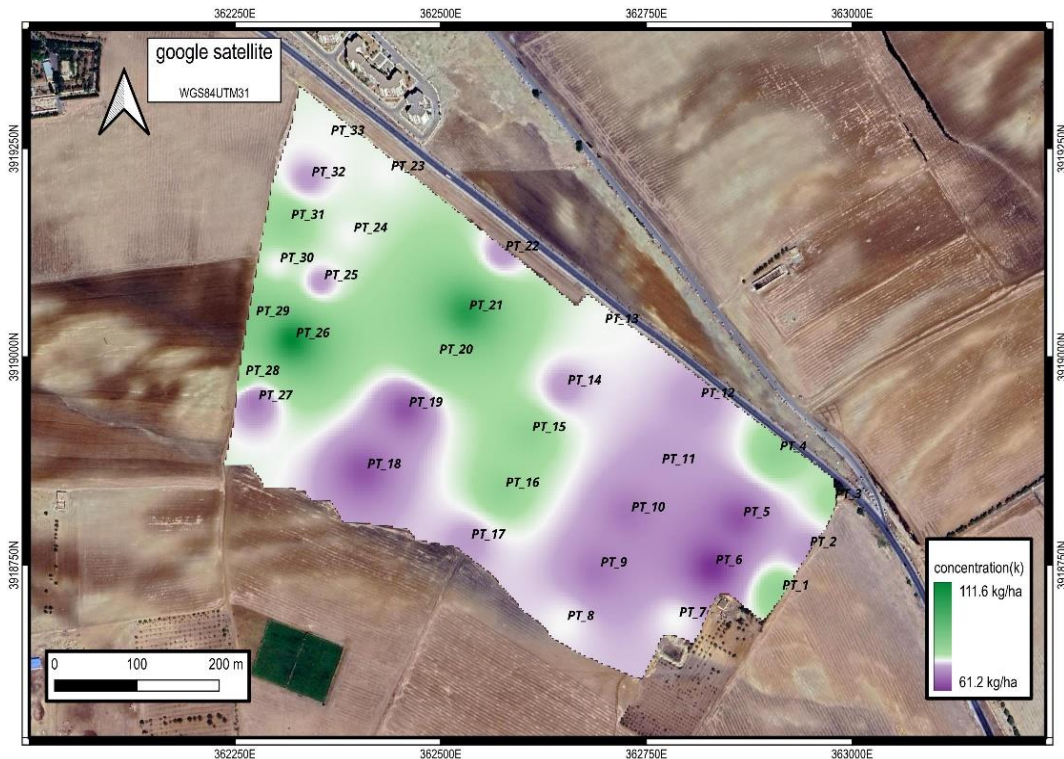 362250E 362500E 362750E 363000E
google satellite
WGS84UTM31
3919250N
3919250N
PT_33
PT_23
PT_32
PT_31
PT_24
PT_22
PT_30
PT_25
PT_29
PT_21
PT_13
PT_26
PT_20
3919000N
3919000N
PT_28
PT_14
PT_27
PT_12
PT_19
PT_15
PT_4
PT_18
PT_11
PT_16
PT_3
PT_10
PT_5
PT_17
PT_2
3918750N
3918750N
PT_9
PT_6
PT_1
PT_8
PT_7
concentration(k)
111.6 kg/ha
61.2 kg/ha
0 100 200 m
362250E 362500E 362750E 363000E